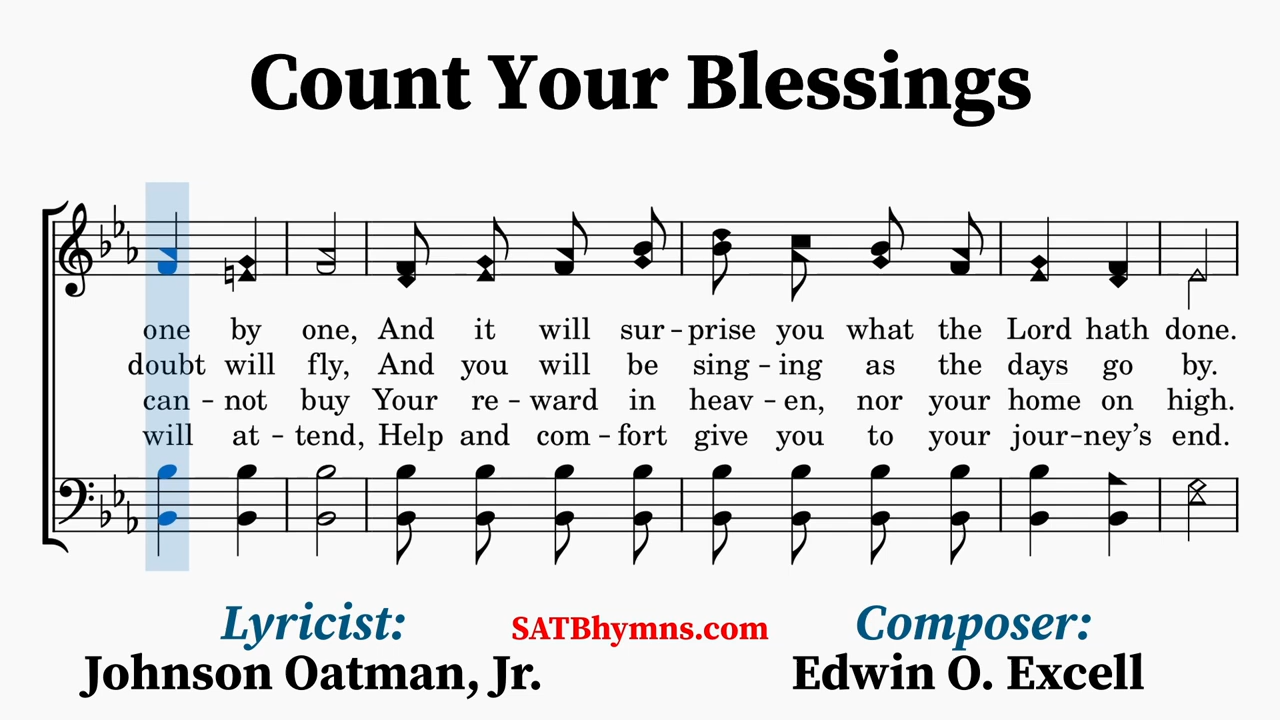 Count Your Blessings
one by one, And it will sur - prise you what the Lord hath done.
doubt will fly, And you will be sing - ing as the days go by.
can - not buy Your re - ward in heav - en, nor your home on high.
will at - tend, Help and com - fort give you to your jour - ney's end.
Lyricist:
SATBhymns.com
Composer:
Johnson Oatman, Jr.
Edwin O. Excell